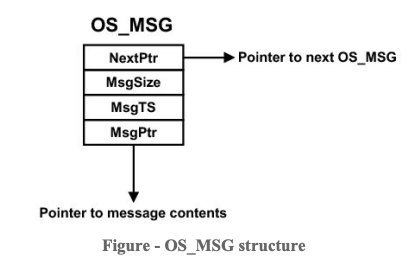 OS_MSG
NextPtr
Pointer to next OS_MSG
MsgSize
MsgTS
MsgPtr
Pointer to message contents
Figure - OS_MSG structure